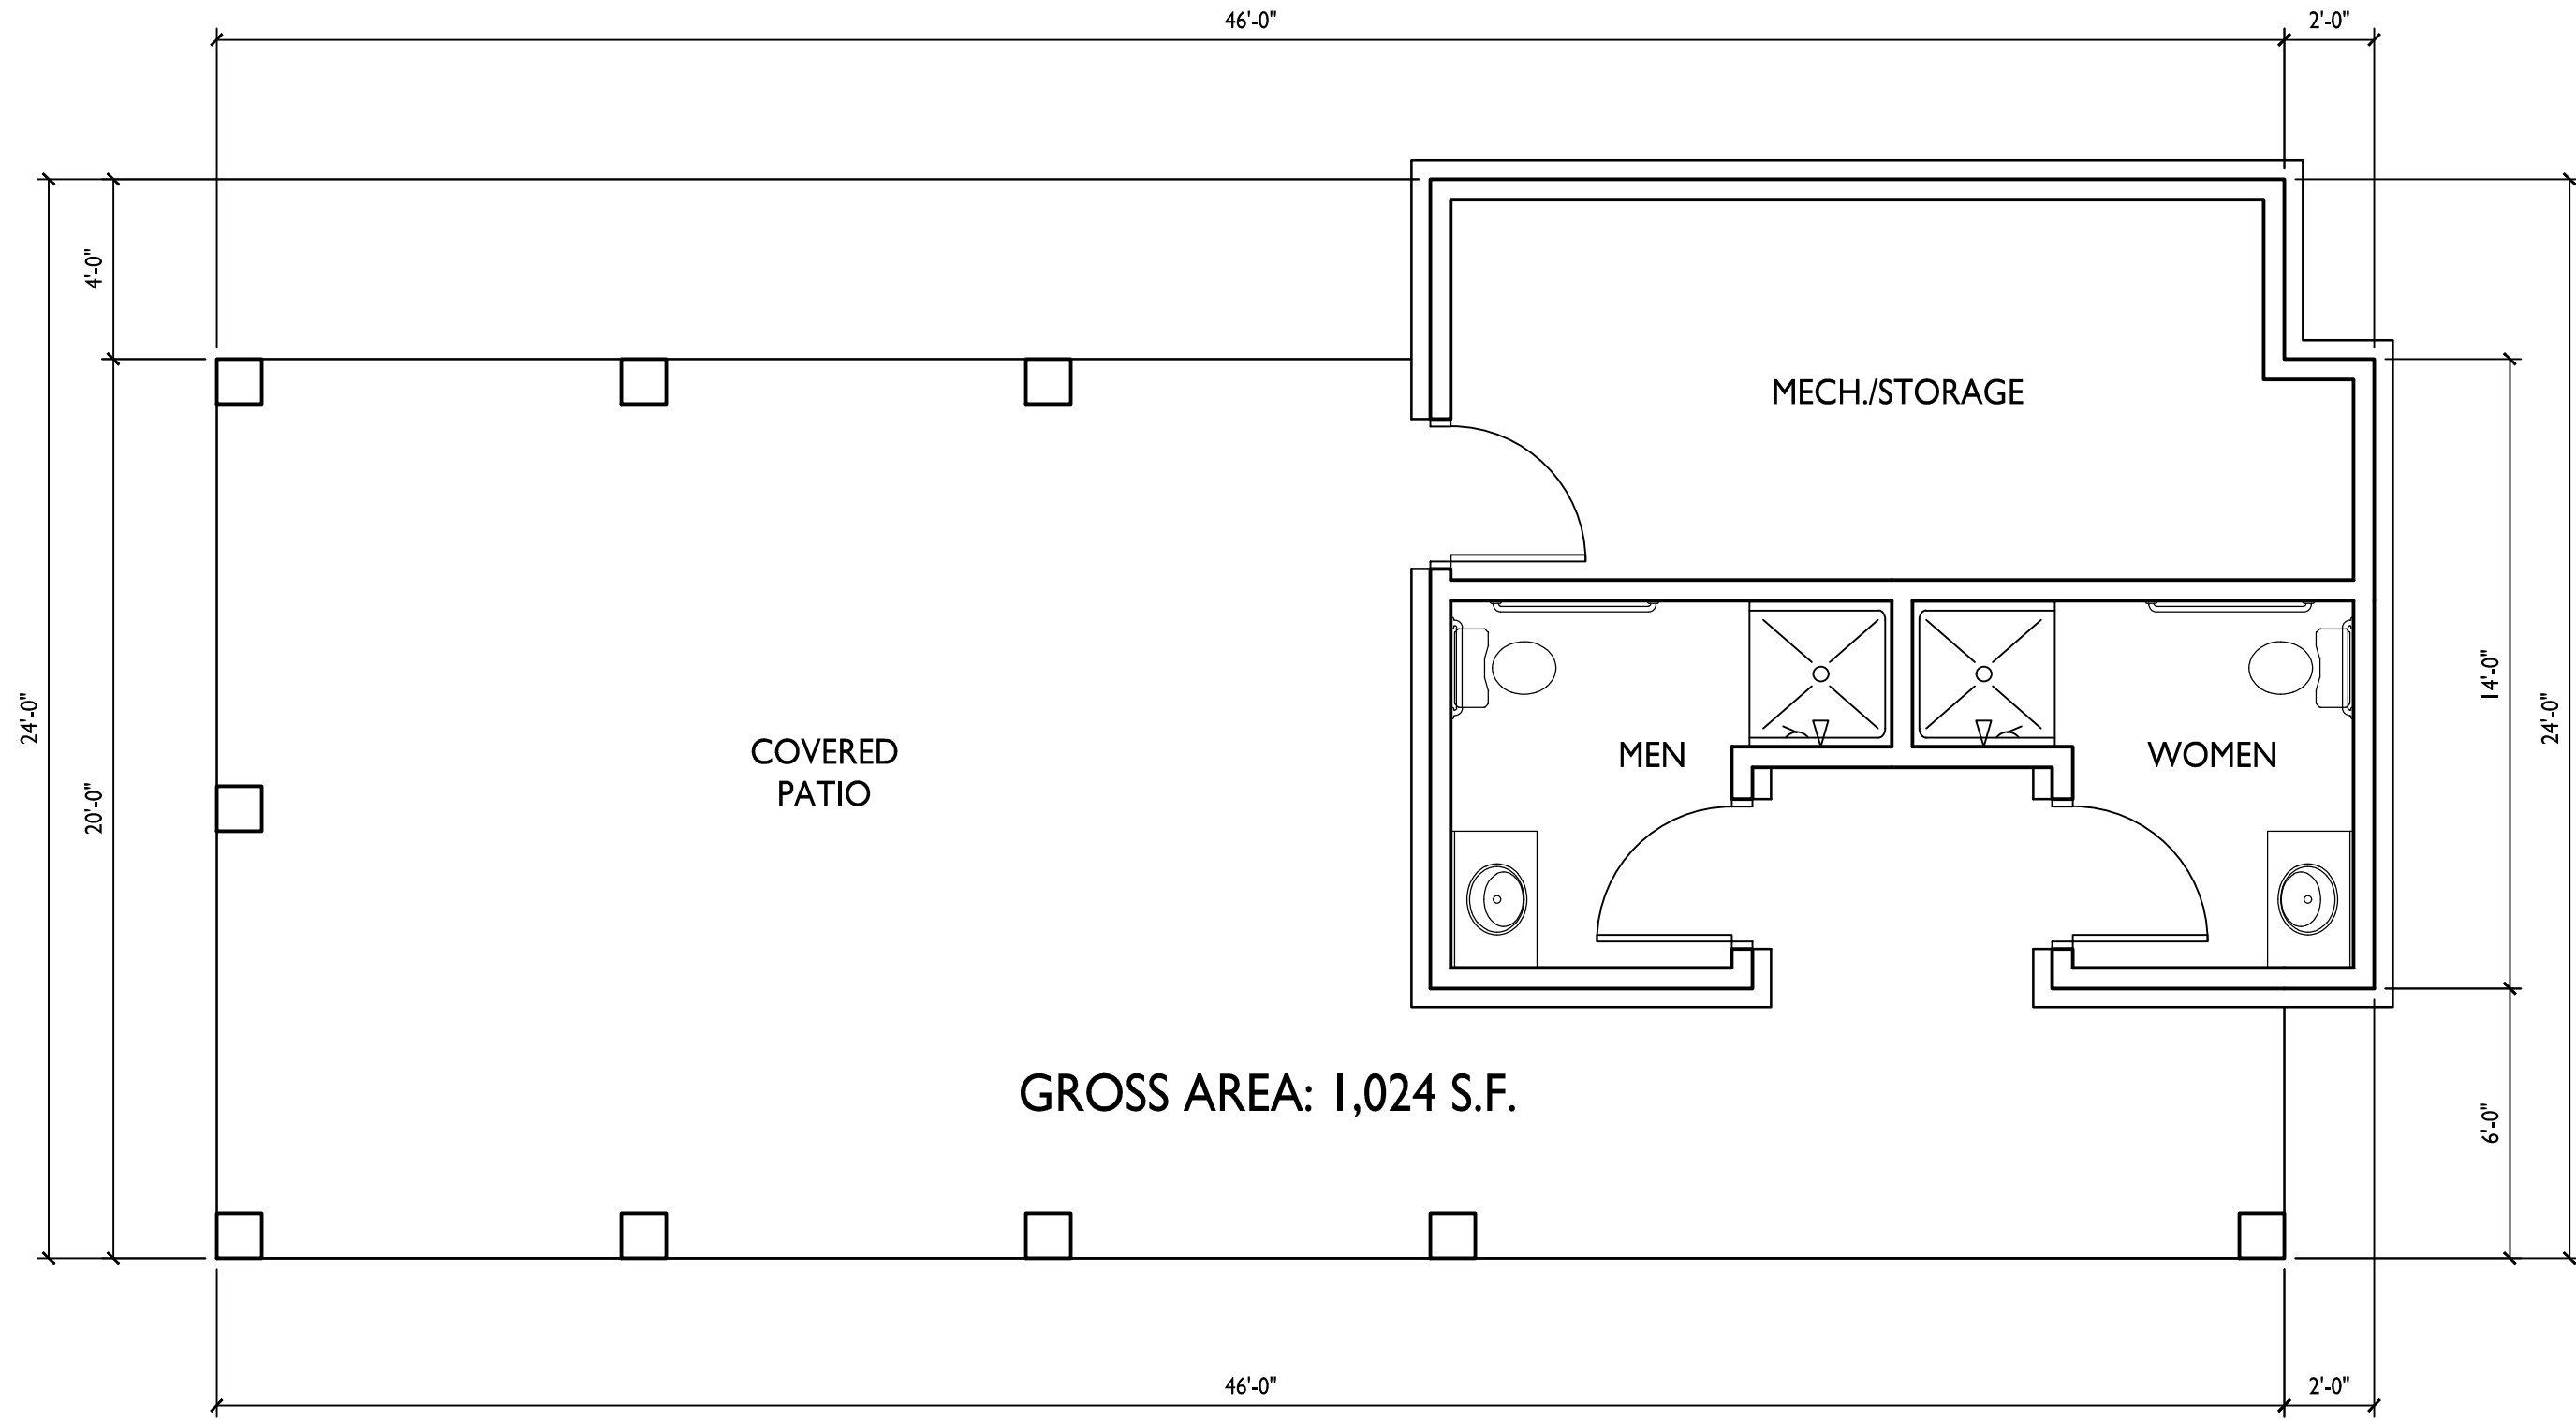 46'-0"
2'-0"
4'-0"
MECH./STORAGE
24'-0"
20'-0"
COVERED
PATIO
MEN
WOMEN
14'-0"
24'-0"
GROSS AREA: 1,024 S.F.
6'-0"
46'-0"
2'-0"